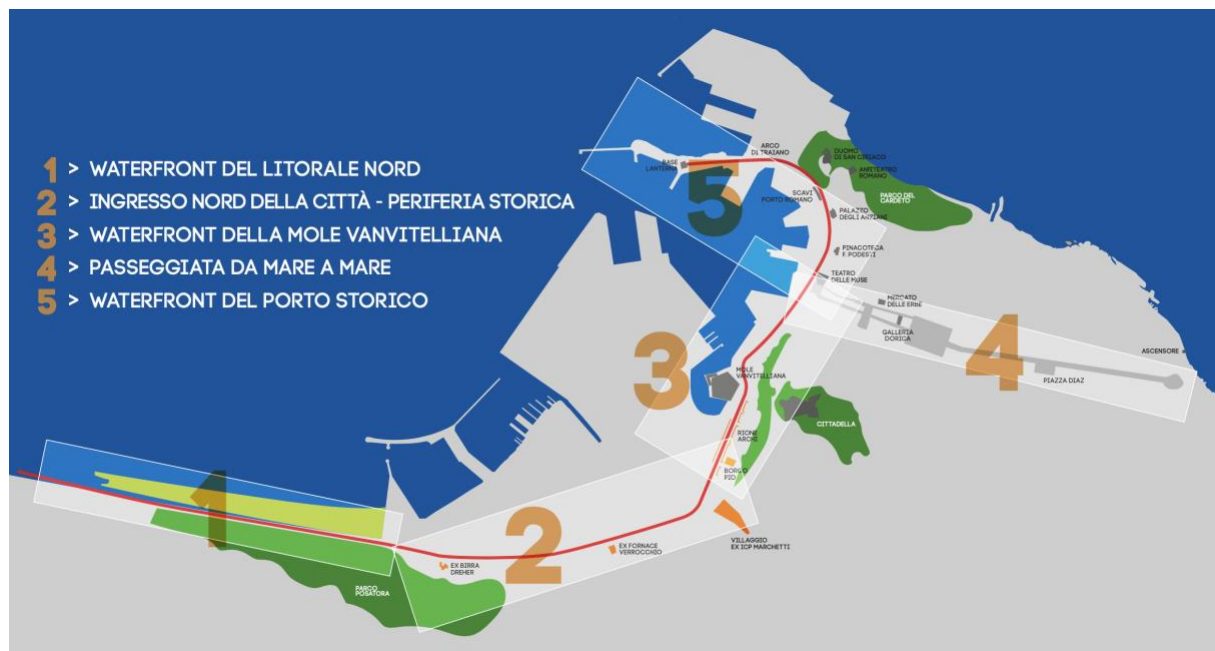 1 > WATERFRONT DEL LITORALE NORD
2 > INGRESSO NORD DELLA CITTÀ - PERIFERIA STORICA
3 > WATERFRONT DELLA MOLE VANVITELLIANA
4 > PASSEGGIATA DA MARE A MARE
5 > WATERFRONT DEL PORTO STORICO
ARCO
DI TRAIANO
DUOMO
DI SAN CIRIACO
BASE
LANTERNA
5
ANFITEATRO
ROMANO
PARCO DEL
CARDETO
SCAVI
PORTO ROMANO
PALAZZO
DEGLI ANZIANI
PINACOTECA
F. PODESTI
TEATRO
DELLE MUSE
MERCATO
DELLE ERBE
GALLERIA
DORICA
4
ASCENSORE
PIAZZA DIAZ
3
MOLE
VANVITELLIANA
CITTADELLA
RIONE
ARCHI
BORGO
PIO
1
2
VILLAGGIO
EX ICP MARCHETTI
EX FORNACE
VERROCCHIO
EX BIRRA
DREHER
PARCO
POSATORA